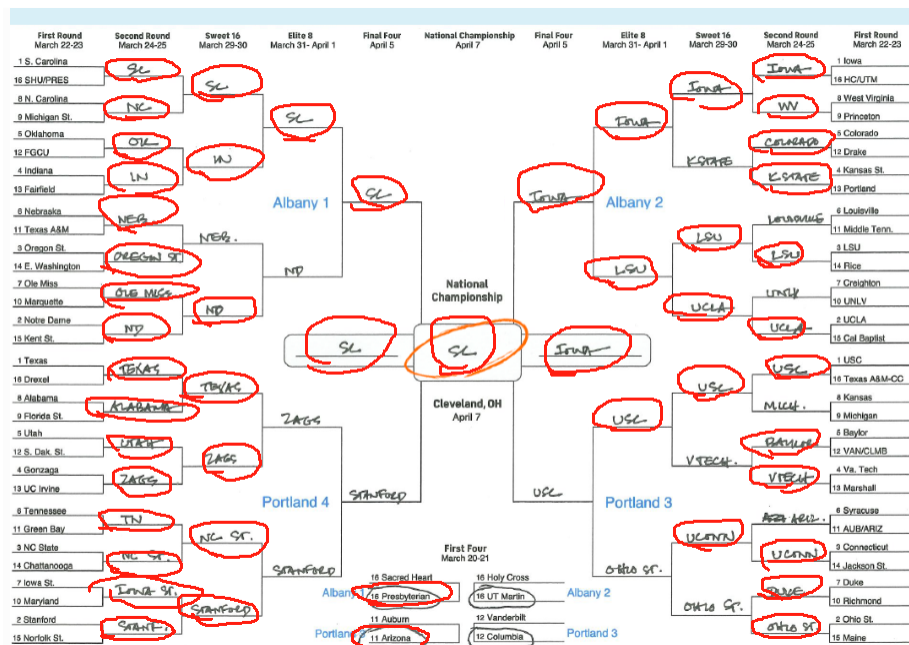 First Round Second Round Sweet 16 Elite 8 Final Four National Championship Final Four Elite 8 Sweet 16 Second Round First Round
March 22-23 March 24-25 March 29-30 March 31- April 1 April 5 April 7 April 5 March 31- April 1 March 29-30 March 24-25 March 22-23
1 S. Carolina
16 SHU/PRES
8 N. Carolina
9 Michigan St.
5 Oklahoma
12 FGCU
4 Indiana
13 Fairfield
6 Nebraska
11 Texas A&M
3 Oregon St.
14 E. Washington
7 Ole Miss
10 Marquette
2 Notre Dame
15 Kent St.
SC
NC
OK
IN
NEB
OREGON ST.
OLE MISS
ND
SC
IN
NEB.
ND
SC
ND
Albany 1
SC
1 Texas
16 Drexel
8 Alabama
9 Florida St.
5 Utah
12 S. Dak. St.
4 Gonzaga
13 UC Irvine
6 Tennessee
11 Green Bay
3 NC State
14 Chattanooga
7 Iowa St.
10 Maryland
2 Stanford
15 Norfolk St.
TEXAS
ALABAMA
UTAH
ZAGS
TN
NC ST.
IOWA ST.
STANF.
TEXAS
ZAGS
NC ST.
STANFORD
ZAGS
STANFORD
Portland 4
STANFORD
National
Championship
SC
SC
IOWA
Cleveland, OH
April 7
IOWA
Albany 2
IOWA
LSU
IOWA
KSTATE
LSU
UCLA
IOWA
WV
COLORADO
KSTATE
LOUISVILLE
LSU
UNLV
UCLA
1 Iowa
16 HC/UTM
8 West Virginia
9 Princeton
5 Colorado
12 Drake
4 Kansas St.
13 Portland
6 Louisville
11 Middle Tenn.
3 LSU
14 Rice
7 Creighton
10 UNLV
2 UCLA
15 Cal Baptist
USC
Portland 3
USC
OHIO ST.
USC
VTECH.
UCONN
OHIO ST.
USC
MICH.
BAYLOR
VTECH
ARIZ.
UCONN
DUKE
OHIO ST.
1 USC
16 Texas A&M-CC
8 Kansas
9 Michigan
5 Baylor
12 VAN/CLMB
4 Va. Tech
13 Marshall
6 Syracuse
11 AUB/ARIZ
3 Connecticut
14 Jackson St.
7 Duke
10 Richmond
2 Ohio St.
15 Maine
First Four
March 20-21
16 Sacred Heart 16 Holy Cross
Albany 16 Presbyterian 16 UT Martin Albany 2
11 Auburn 12 Vanderbilt
Portland 11 Arizona 12 Columbia Portland 3